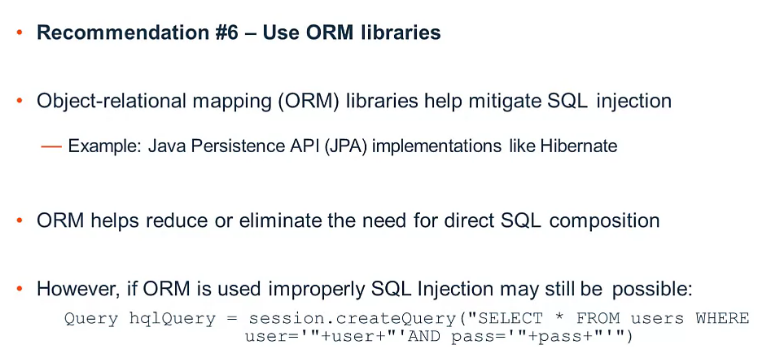 • Recommendation #6 – Use ORM libraries
• Object-relational mapping (ORM) libraries help mitigate SQL injection
— Example: Java Persistence API (JPA) implementations like Hibernate
• ORM helps reduce or eliminate the need for direct SQL composition
• However, if ORM is used improperly SQL Injection may still be possible:
Query hqlQuery = session.createQuery("SELECT * FROM users WHERE
user='"+user+"'AND pass='"+pass+"'")